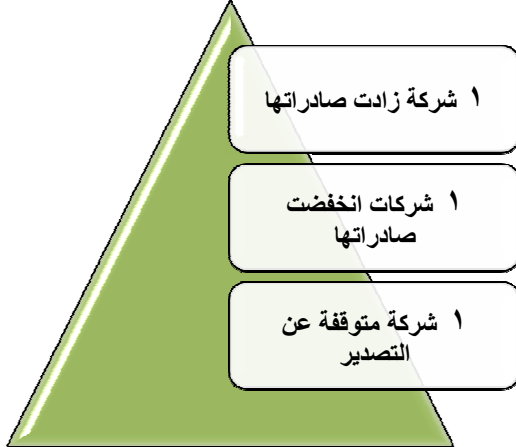 ١ شركة زادت صادراتها
١ شركات انخفضت
صادراتها
١ شركة متوقفة عن
التصدير